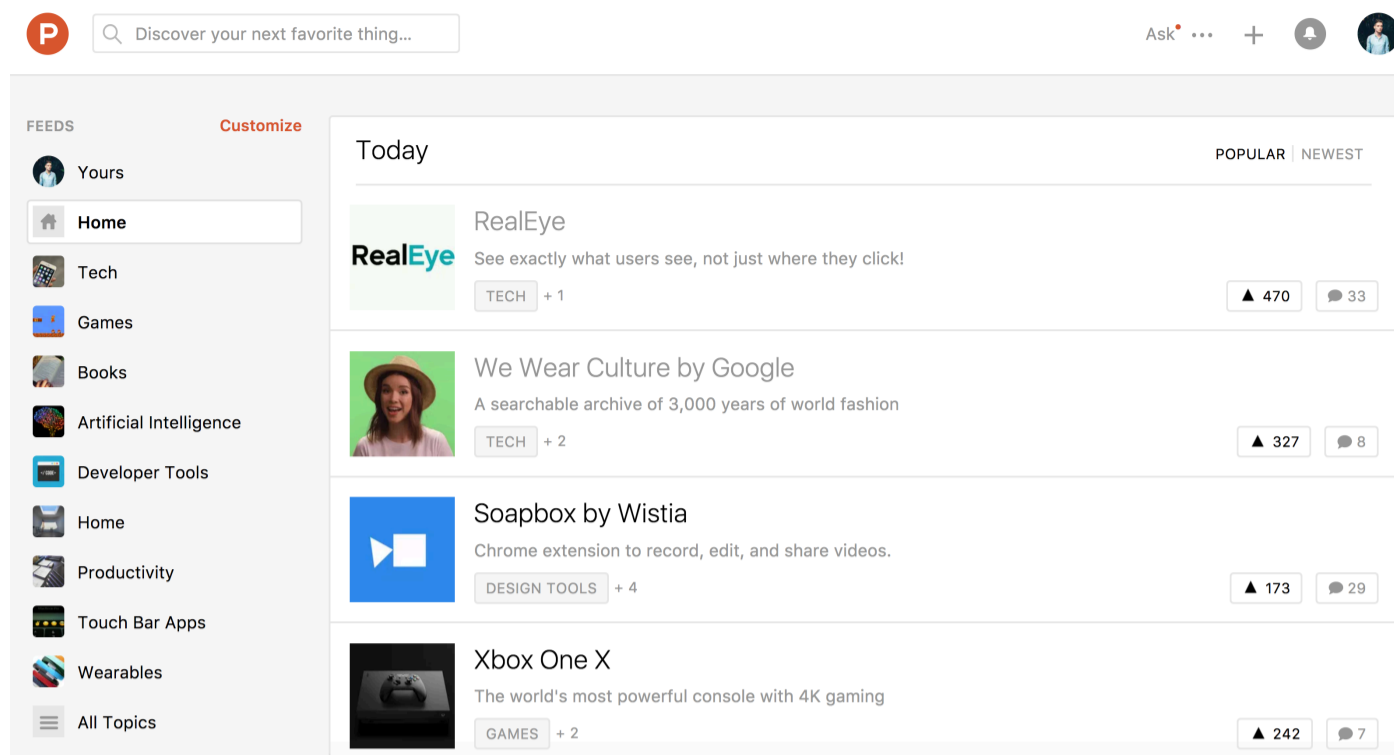 P
Discover your next favorite thing...
Ask
FEEDS
Customize
Yours
Home
Tech
Games
Books
Artificial Intelligence
Developer Tools
Home
Productivity
Touch Bar Apps
Wearables
All Topics
Today
POPULAR
NEWEST
RealEye
RealEye
See exactly what users see, not just where they click!
TECH + 1
470
33
We Wear Culture by Google
A searchable archive of 3,000 years of world fashion
TECH + 2
327
8
Soapbox by Wistia
Chrome extension to record, edit, and share videos.
DESIGN TOOLS + 4
173
29
Xbox One X
The world's most powerful console with 4K gaming
GAMES + 2
242
7